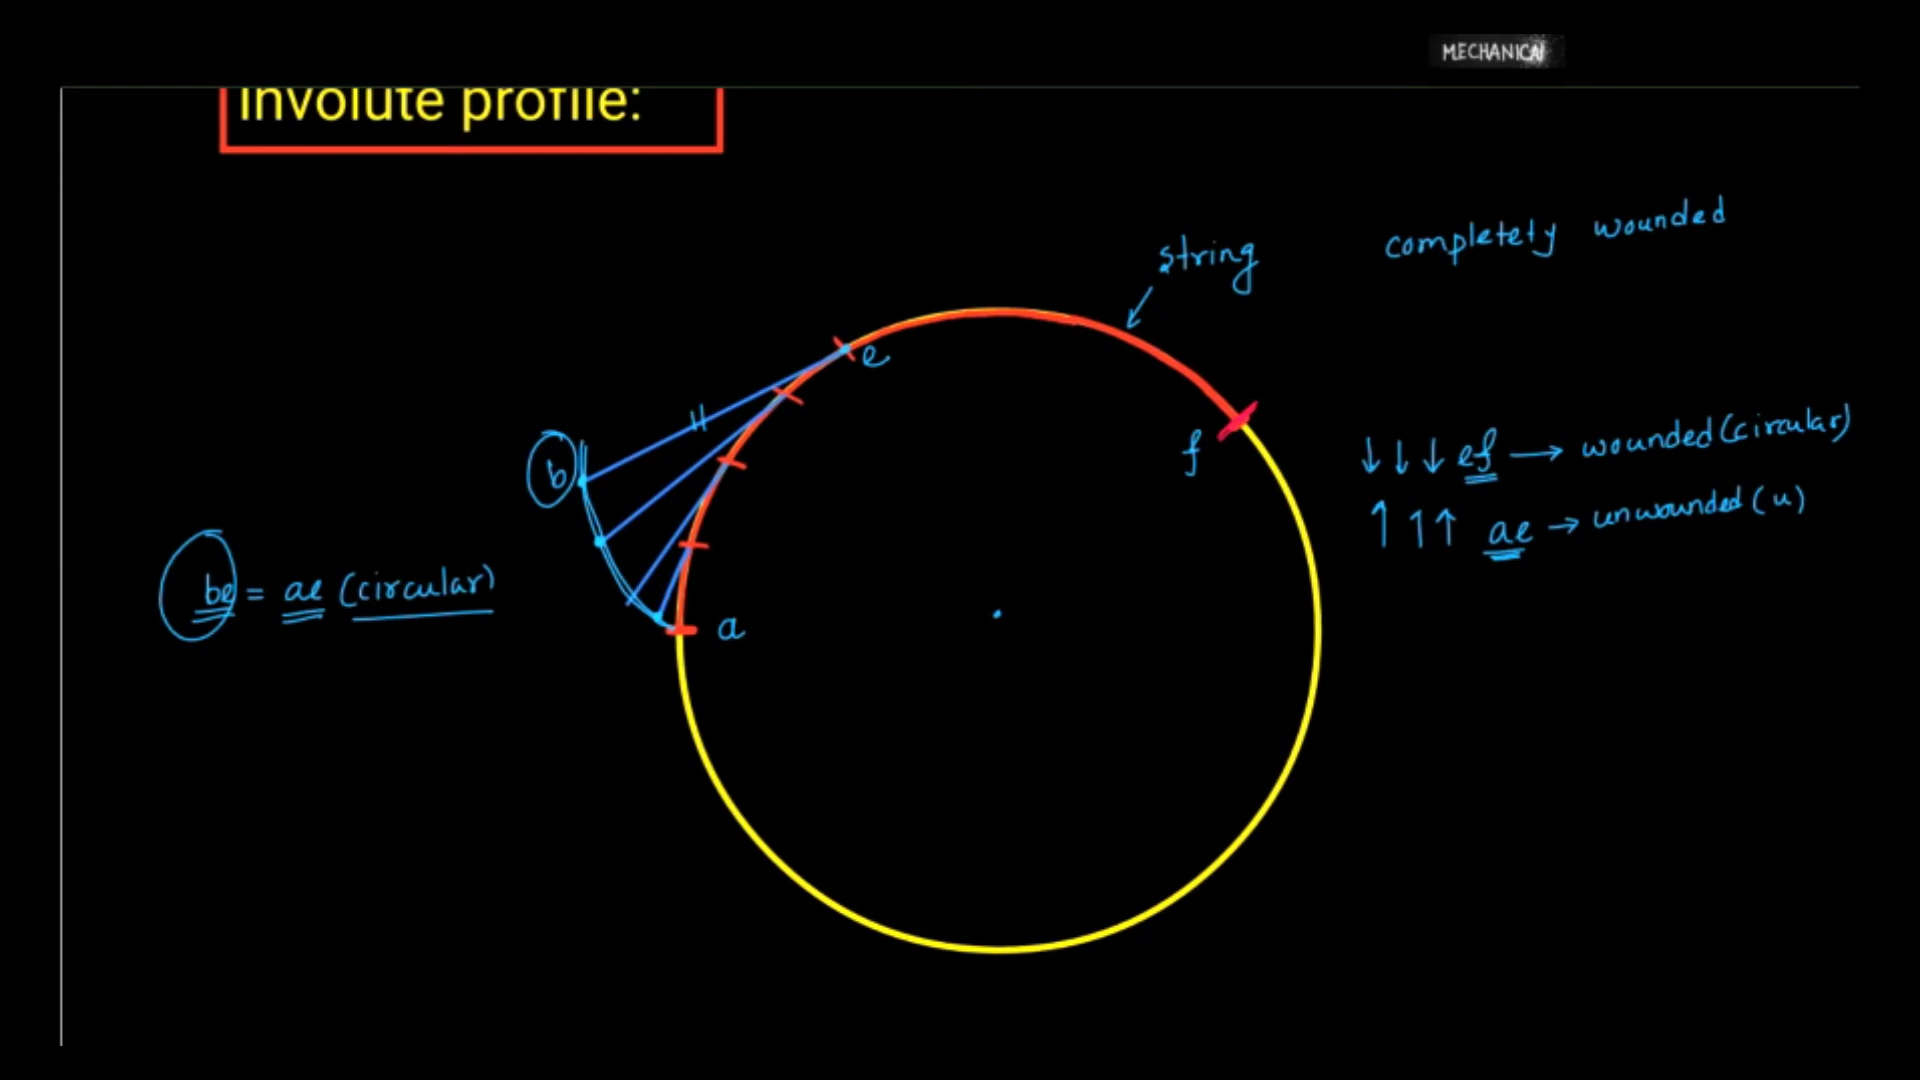 MECHANICAL
Involute profile:
string
completely wounded
e
b
f
↓ ↓ ↓ ef → wounded (circular)
↑ ↑ ↑ ae → unwounded (u)
be = ae (circular)
a